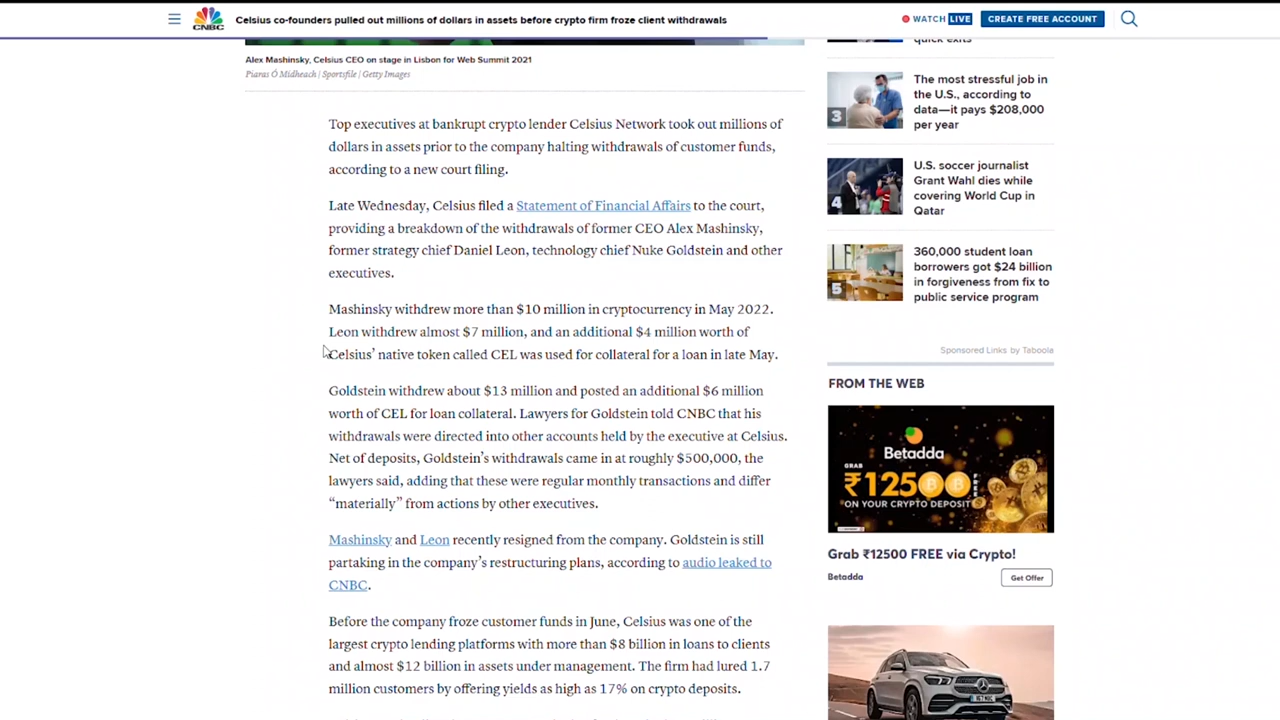 CNBC
Celsius co-founders pulled out millions of dollars in assets before crypto firm froze client withdrawals
WATCH LIVE
CREATE FREE ACCOUNT
Alex Mashinsky, Celsius CEO on stage in Lisbon for Web Summit 2021
Piaras Ó Mídheach | Sportsfile | Getty Images
Top executives at bankrupt crypto lender Celsius Network took out millions of
dollars in assets prior to the company halting withdrawals of customer funds,
according to a new court filing.
Late Wednesday, Celsius filed a Statement of Financial Affairs to the court,
providing a breakdown of the withdrawals of former CEO Alex Mashinsky,
former strategy chief Daniel Leon, technology chief Nuke Goldstein and other
executives.
Mashinsky withdrew more than $10 million in cryptocurrency in May 2022.
Leon withdrew almost $7 million, and an additional $4 million worth of
Celsius’ native token called CEL was used for collateral for a loan in late May.
Goldstein withdrew about $13 million and posted an additional $6 million
worth of CEL for loan collateral. Lawyers for Goldstein told CNBC that his
withdrawals were directed into other accounts held by the executive at Celsius.
Net of deposits, Goldstein’s withdrawals came in at roughly $500,000, the
lawyers said, adding that these were regular monthly transactions and differ
“materially” from actions by other executives.
Mashinsky and Leon recently resigned from the company. Goldstein is still
partaking in the company’s restructuring plans, according to audio leaked to
CNBC.
Before the company froze customer funds in June, Celsius was one of the
largest crypto lending platforms with more than $8 billion in loans to clients
and almost $12 billion in assets under management. The firm had lured 1.7
million customers by offering yields as high as 17% on crypto deposits.
quick exits
3
The most stressful job in
the U.S., according to
data—it pays $208,000
per year
4
U.S. soccer journalist
Grant Wahl dies while
covering World Cup in
Qatar
5
360,000 student loan
borrowers got $24 billion
in forgiveness from fix to
public service program
Sponsored Links by Taboola
FROM THE WEB
Betadda
GRAB
₹12500 FREE
ON YOUR CRYPTO DEPOSIT
Grab ₹12500 FREE via Crypto!
Betadda
Get Offer